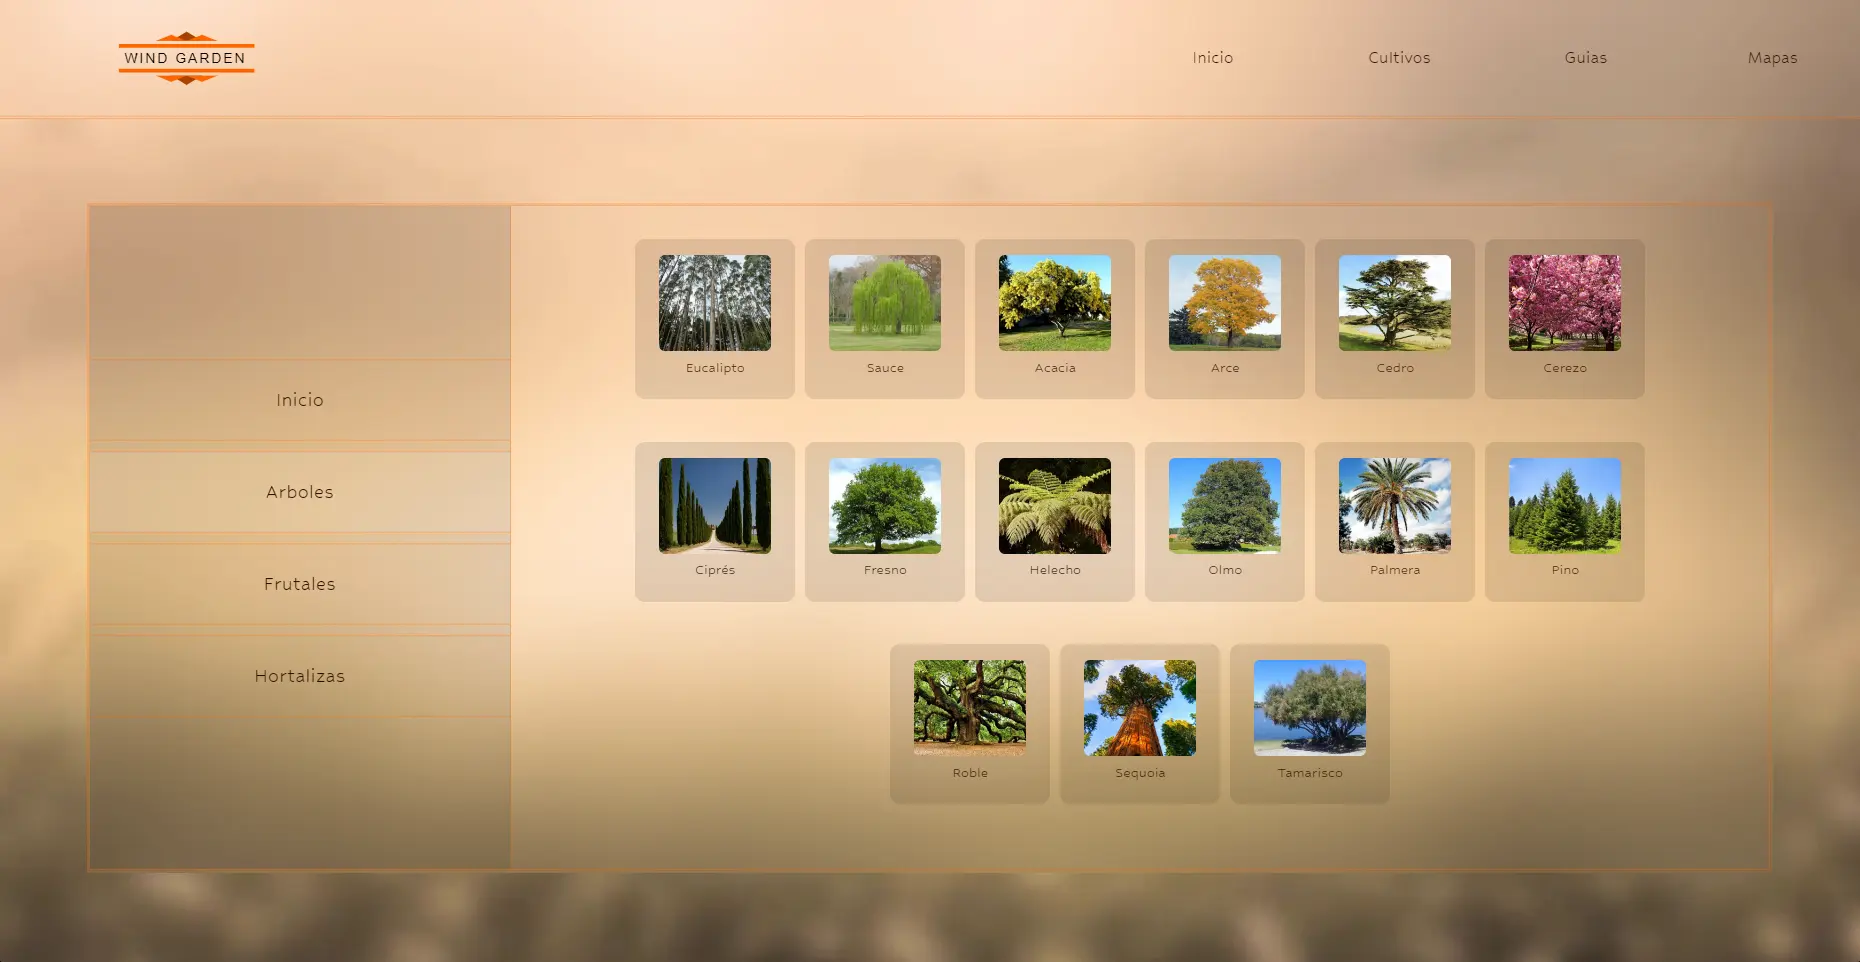 WIND GARDEN
Inicio
Cultivos
Guias
Mapas
Inicio
Arboles
Frutales
Hortalizas
Eucalipto
Sauce
Acacia
Arce
Cedro
Cerezo
Ciprés
Fresno
Helecho
Olmo
Palmera
Pino
Roble
Sequoia
Tamarisco